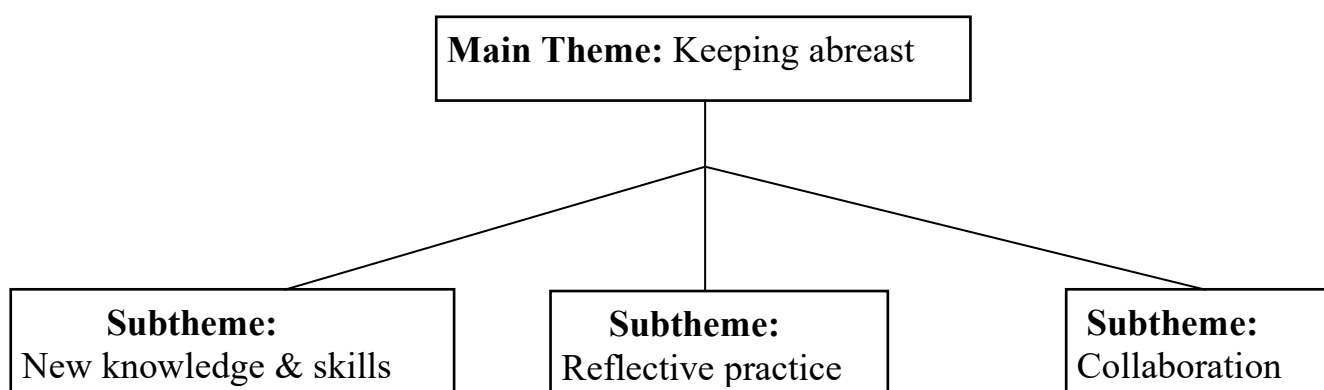 Main Theme: Keeping abreast
Subtheme:
New knowledge & skills
Subtheme:
Reflective practice
Subtheme:
Collaboration